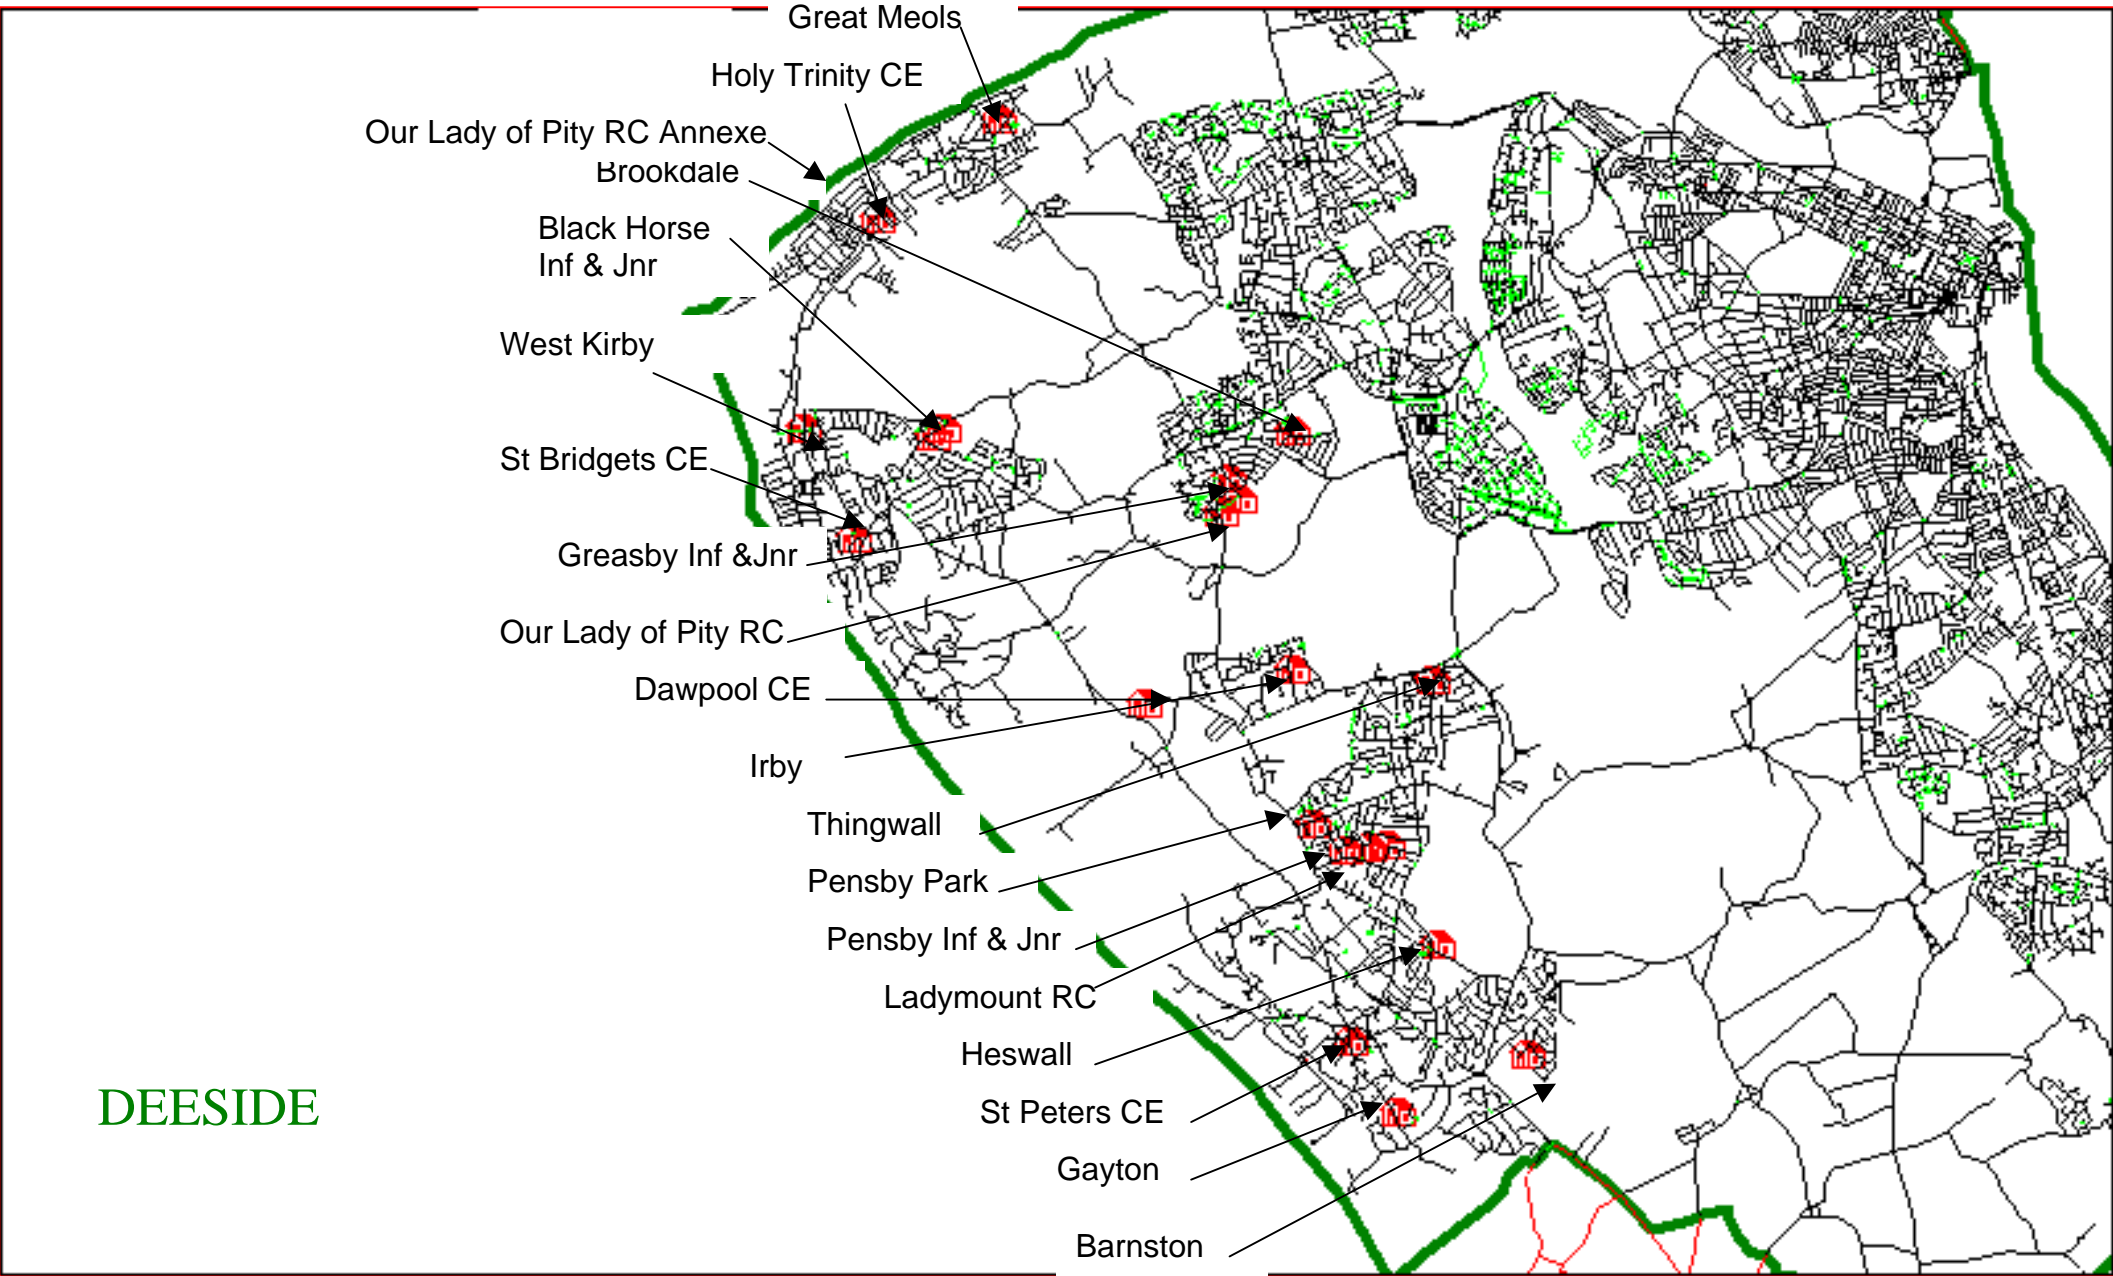 Great Meols
Holy Trinity CE
Our Lady of Pity RC Annexe
Brookdale
Black Horse
Inf & Jnr
West Kirby
St Bridgets CE
Greasby Inf &Jnr
Our Lady of Pity RC
Dawpool CE
Irby
Thingwall
Pensby Park
Pensby Inf & Jnr
Ladymount RC
Heswall
St Peters CE
Gayton
Barnston
DEESIDE